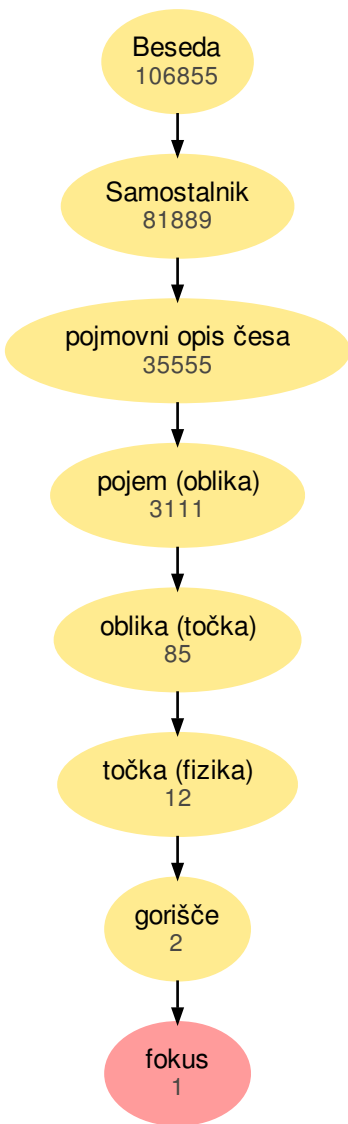 Beseda
106855
Samostalnik
81889
pojmovni opis česa
35555
pojem (oblika)
3111
oblika (točka)
85
točka (fizika)
12
gorišče
2
fokus
1